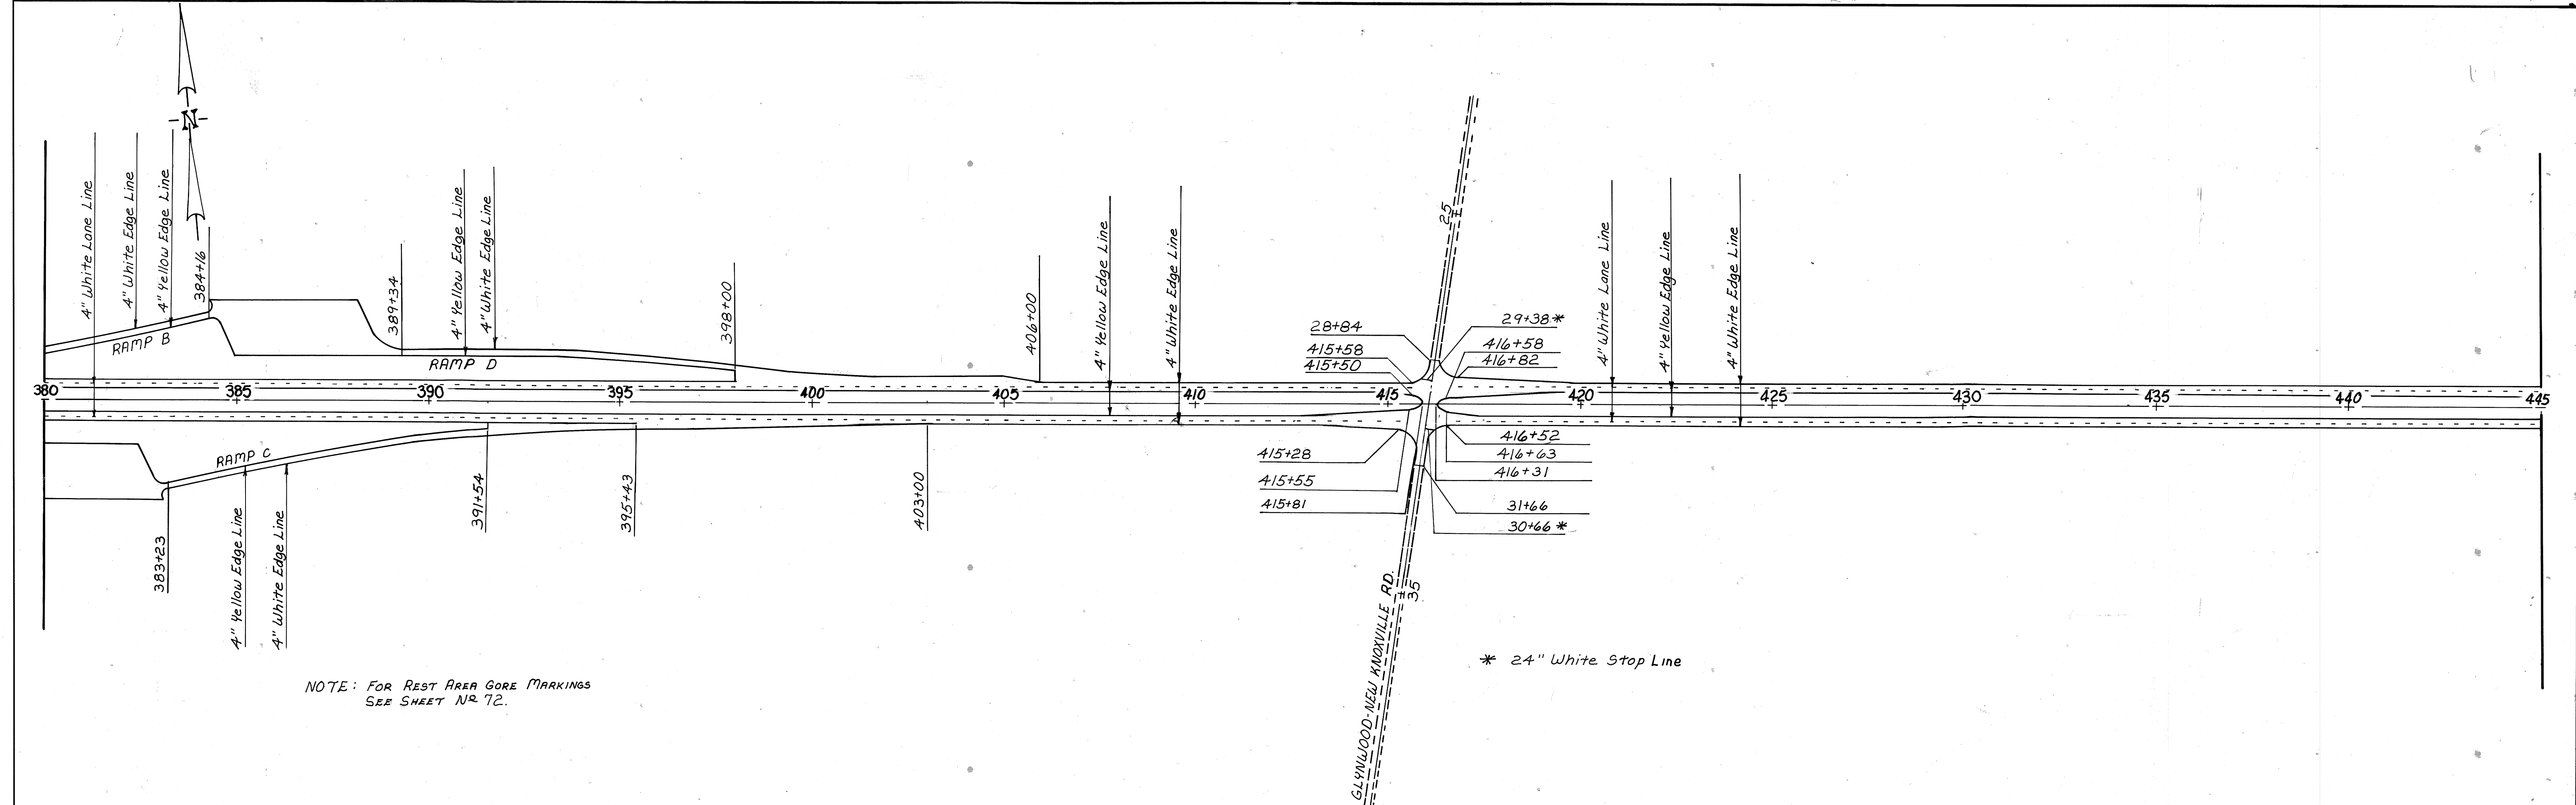 -N-
4" White Lane Line
4" White Edge Line
4" Yellow Edge Line
384+16
389+34
4" Yellow Edge Line
4" White Edge Line
398+00
406+00
4" Yellow Edge Line
4" White Edge Line
25
28+84
415+58
415+50
29+38*
416+58
416+82
4" White Lane Line
4" Yellow Edge Line
4" White Edge Line
RAMP B
RAMP D
380 385 390 395 400 405 410 415 420 425 430 435 440 445
RAMP C
383+23
4" Yellow Edge Line
4" White Edge Line
391+54
395+43
403+00
415+28
415+55
415+81
416+52
416+63
416+31
31+66
30+66*
35
GLYNWOOD-NEW KNOXVILLE RD.
* 24" White Stop Line
NOTE: FOR REST AREA GORE MARKINGS
SEE SHEET No 72.